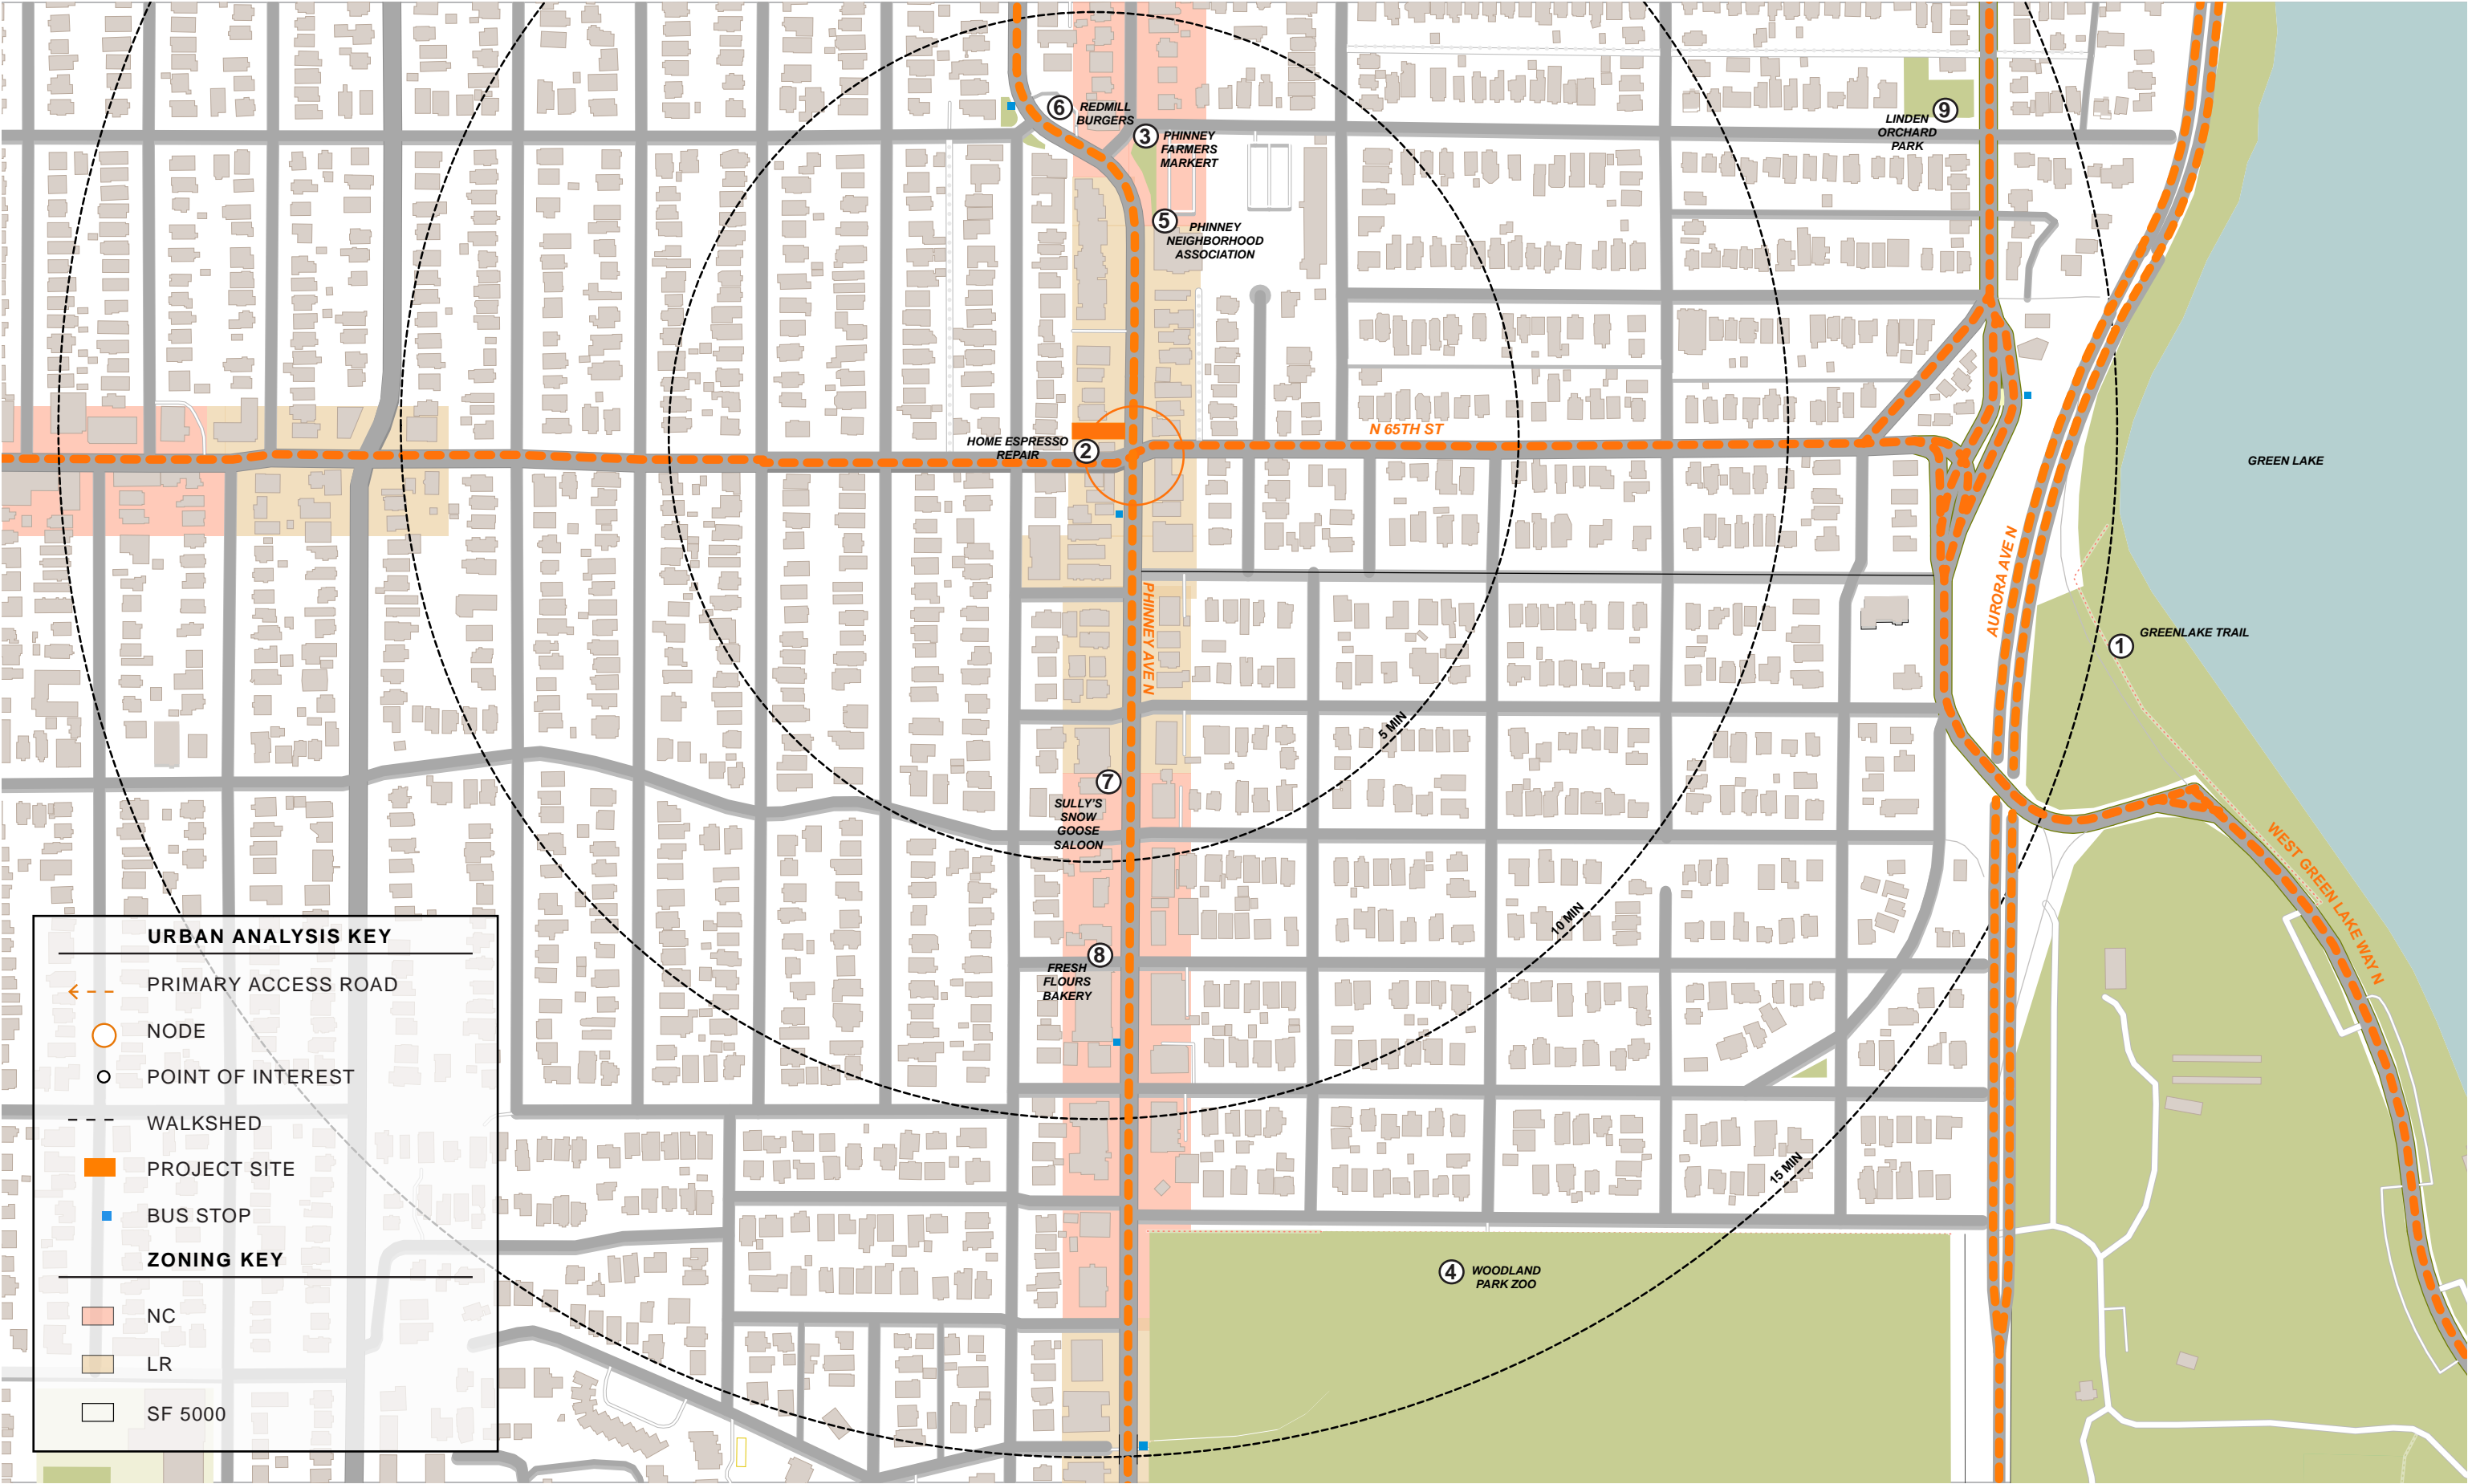 6
REDMILL
BURGERS
3
PHINNEY
FARMERS
MARKERT
9
LINDEN
ORCHARD
PARK
5
PHINNEY
NEIGHBORHOOD
ASSOCIATION
N 65TH ST
HOME ESPRESSO
REPAIR
2
GREEN LAKE
AURORA AVE N
PHINNEY AVE N
1
GREENLAKE TRAIL
5 MIN
7
SULLY'S
SNOW
GOOSE
SALOON
WEST GREEN LAKE WAY N
10 MIN
8
FRESH
FLOURS
BAKERY
15 MIN
4
WOODLAND
PARK ZOO
URBAN ANALYSIS KEY
PRIMARY ACCESS ROAD
NODE
POINT OF INTEREST
WALKSHED
PROJECT SITE
BUS STOP
ZONING KEY
NC
LR
SF 5000